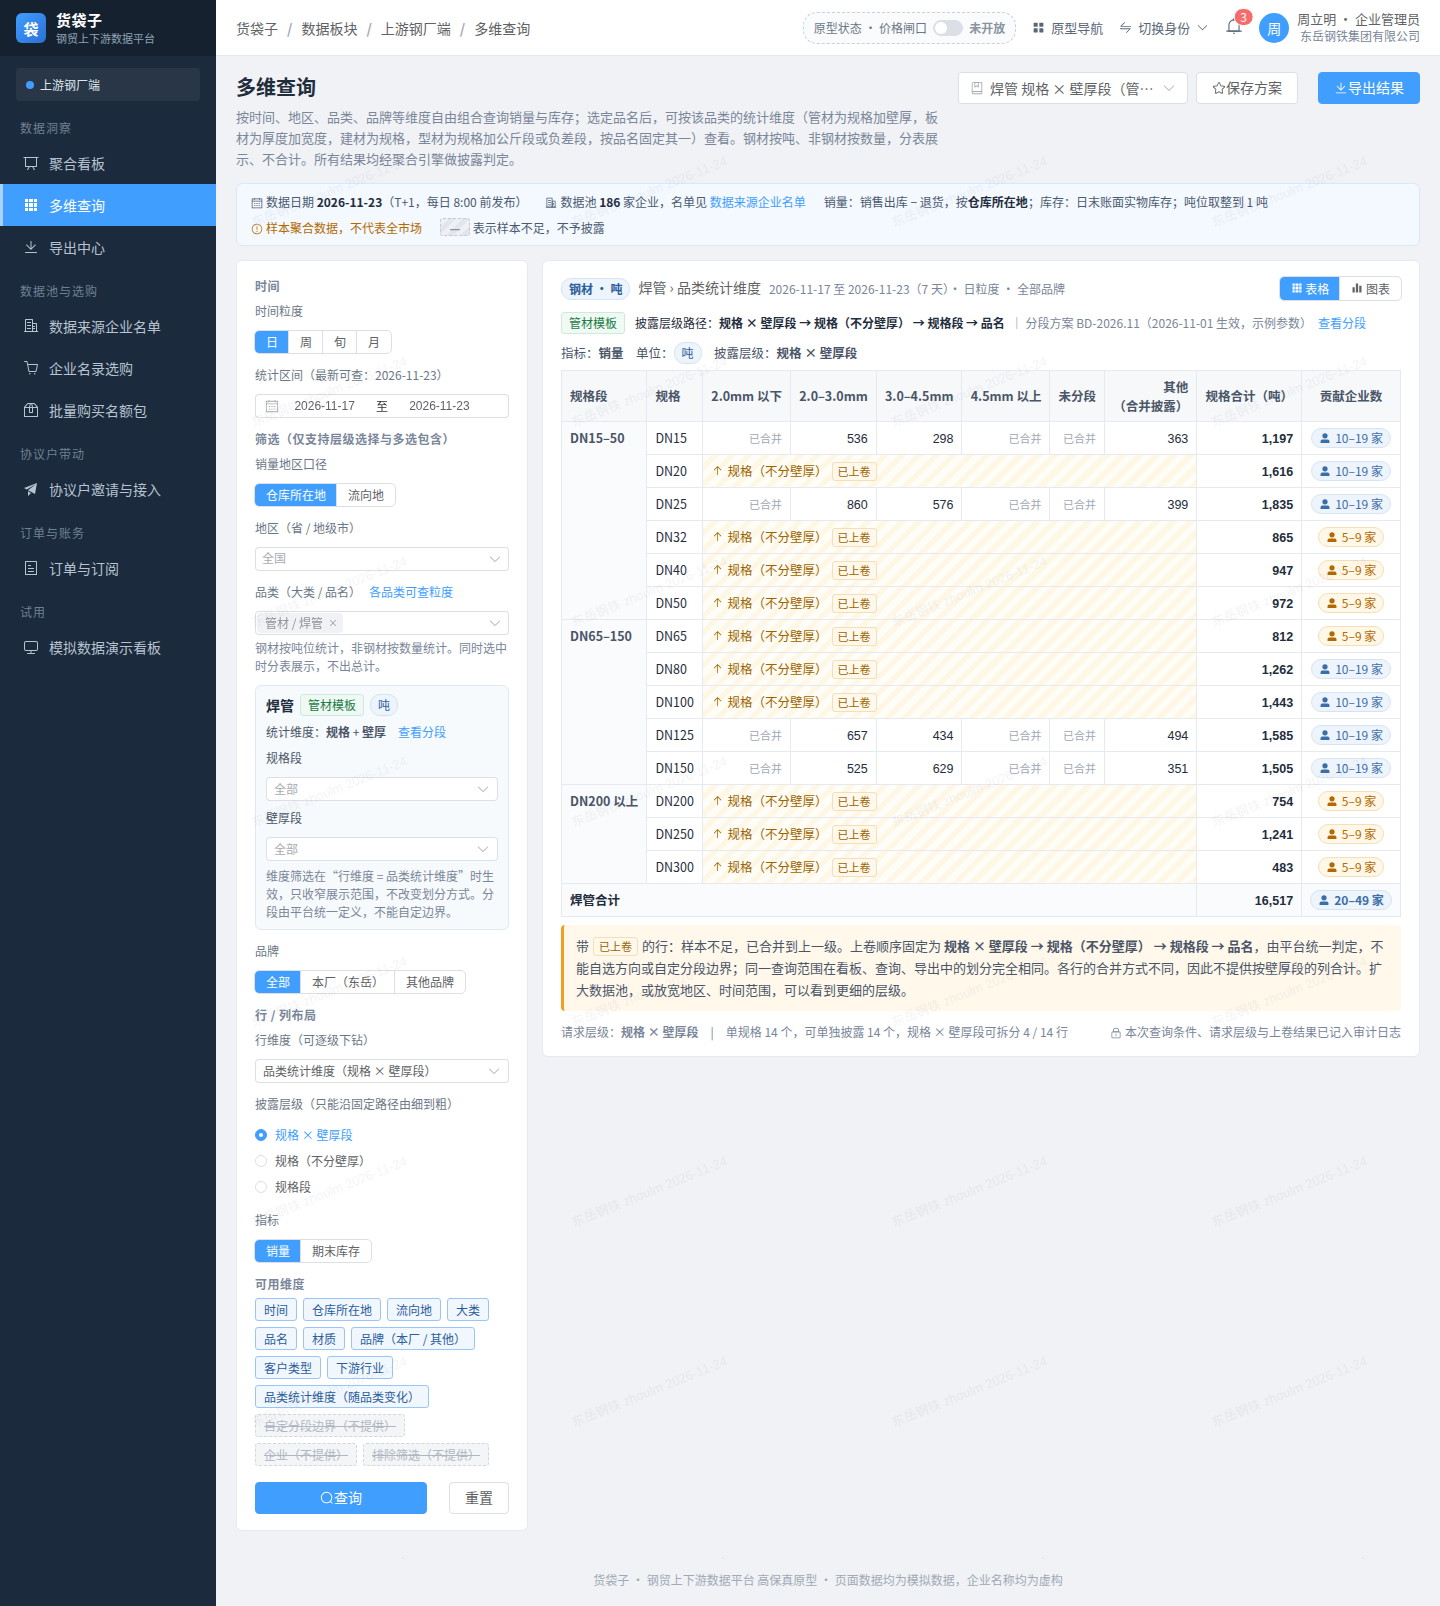 袋 货袋子
钢贸上下游数据平台
上游钢厂端
数据洞察
聚合看板
多维查询
导出中心
数据池与选购
数据来源企业名单
企业名录选购
批量购买名额包
协议户带动
协议户邀请与接入
订单与账务
订单与订阅
试用
模拟数据演示看板
货袋子 / 数据板块 / 上游钢厂端 / 多维查询
原型状态 · 价格闸口 未开放
原型导航
切换身份
3
周
周立明 · 企业管理员
东岳钢铁集团有限公司
多维查询
按时间、地区、品类、品牌等维度自由组合查询销量与库存；选定品名后，可按该品类的统计维度（管材为规格加壁厚，板
材为厚度加宽度，建材为规格，型材为规格加公斤段或负差段，按品名固定其一）查看。钢材按吨、非钢材按数量，分表展
示、不合计。所有结果均经聚合引擎做披露判定。
焊管 规格 × 壁厚段（管…
保存方案
导出结果
数据日期 2026-11-23（T+1，每日 8:00 前发布） 数据池 186 家企业，名单见 数据来源企业名单 销量：销售出库 − 退货，按仓库所在地；库存：日末账面实物库存；吨位取整到 1 吨
样本聚合数据，不代表全市场 — 表示样本不足，不予披露
时间
时间粒度
日 周 旬 月
统计区间（最新可查：2026-11-23）
2026-11-17 至 2026-11-23
筛选（仅支持层级选择与多选包含）
销量地区口径
仓库所在地 流向地
地区（省 / 地级市）
全国
品类（大类 / 品名） 各品类可查粒度
管材 / 焊管 ×
钢材按吨位统计，非钢材按数量统计。同时选中
时分表展示，不出总计。
焊管 管材模板 吨
统计维度：规格 + 壁厚 查看分段
规格段
全部
壁厚段
全部
维度筛选在“行维度 = 品类统计维度”时生
效，只收窄展示范围，不改变划分方式。分
段由平台统一定义，不能自定边界。
品牌
全部 本厂（东岳） 其他品牌
行 / 列布局
行维度（可逐级下钻）
品类统计维度（规格 × 壁厚段）
披露层级（只能沿固定路径由细到粗）
规格 × 壁厚段
规格（不分壁厚）
规格段
指标
销量 期末库存
可用维度
时间 仓库所在地 流向地 大类
品名 材质 品牌（本厂 / 其他）
客户类型 下游行业
品类统计维度（随品类变化）
自定分段边界（不提供）
企业（不提供） 排除筛选（不提供）
查询 重置
钢材 · 吨 焊管 › 品类统计维度 2026-11-17 至 2026-11-23（7 天）· 日粒度 · 全部品牌
表格 图表
管材模板 披露层级路径：规格 × 壁厚段 → 规格（不分壁厚） → 规格段 → 品名 | 分段方案 BD-2026.11（2026-11-01 生效，示例参数） 查看分段
指标：销量 单位：吨 披露层级：规格 × 壁厚段
规格段 规格 2.0mm 以下 2.0–3.0mm 3.0–4.5mm 4.5mm 以上 未分段 其他（合并披露） 规格合计（吨） 贡献企业数
DN15–50 DN15 已合并 536 298 已合并 已合并 363 1,197 10–19 家
DN20 ↑ 规格（不分壁厚） 已上卷 1,616 10–19 家
DN25 已合并 860 576 已合并 已合并 399 1,835 10–19 家
DN32 ↑ 规格（不分壁厚） 已上卷 865 5–9 家
DN40 ↑ 规格（不分壁厚） 已上卷 947 5–9 家
DN50 ↑ 规格（不分壁厚） 已上卷 972 5–9 家
DN65–150 DN65 ↑ 规格（不分壁厚） 已上卷 812 5–9 家
DN80 ↑ 规格（不分壁厚） 已上卷 1,262 10–19 家
DN100 ↑ 规格（不分壁厚） 已上卷 1,443 10–19 家
DN125 已合并 657 434 已合并 已合并 494 1,585 10–19 家
DN150 已合并 525 629 已合并 已合并 351 1,505 10–19 家
DN200 以上 DN200 ↑ 规格（不分壁厚） 已上卷 754 5–9 家
DN250 ↑ 规格（不分壁厚） 已上卷 1,241 5–9 家
DN300 ↑ 规格（不分壁厚） 已上卷 483 5–9 家
焊管合计 16,517 20–49 家
带 已上卷 的行：样本不足，已合并到上一级。上卷顺序固定为 规格 × 壁厚段 → 规格（不分壁厚） → 规格段 → 品名，由平台统一判定，不
能自选方向或自定分段边界；同一查询范围在看板、查询、导出中的划分完全相同。各行的合并方式不同，因此不提供按壁厚段的列合计。扩
大数据池，或放宽地区、时间范围，可以看到更细的层级。
请求层级：规格 × 壁厚段 | 单规格 14 个，可单独披露 14 个，规格 × 壁厚段可拆分 4 / 14 行
本次查询条件、请求层级与上卷结果已记入审计日志
东岳钢铁 zhoulm 2026-11-24
货袋子 · 钢贸上下游数据平台 高保真原型 · 页面数据均为模拟数据，企业名称均为虚构